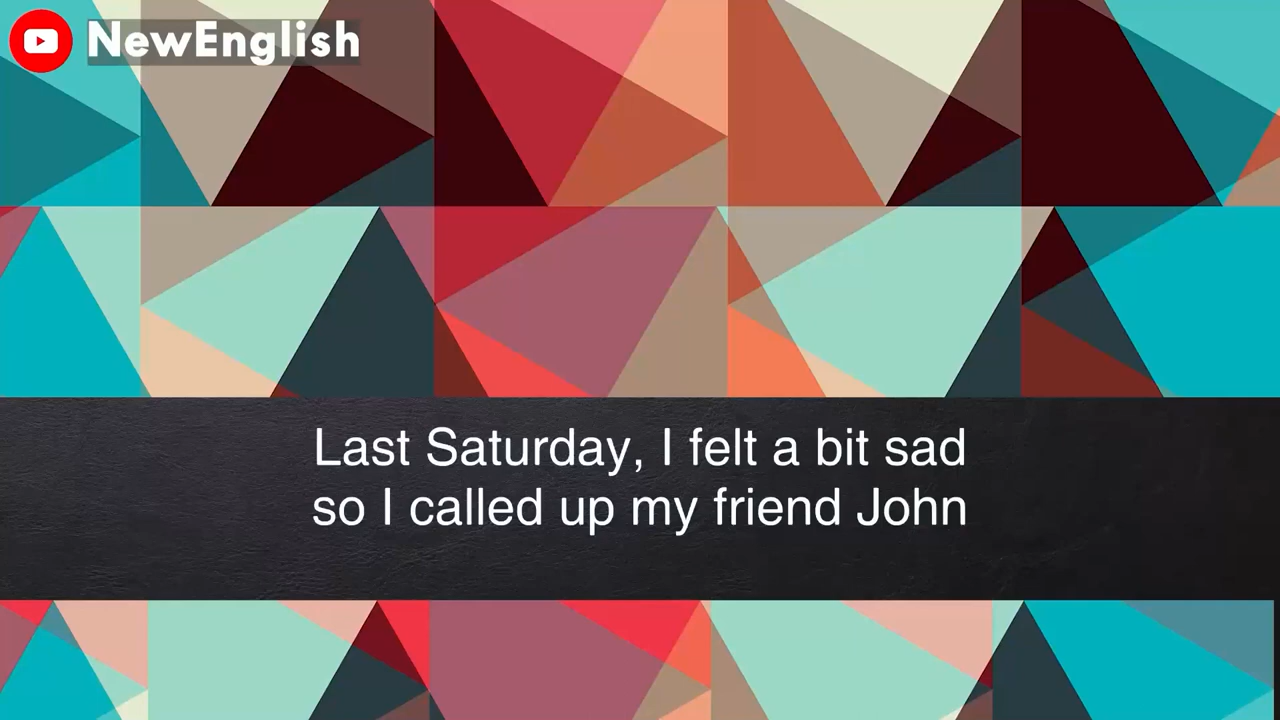 NewEnglish
Last Saturday, I felt a bit sad
so I called up my friend John